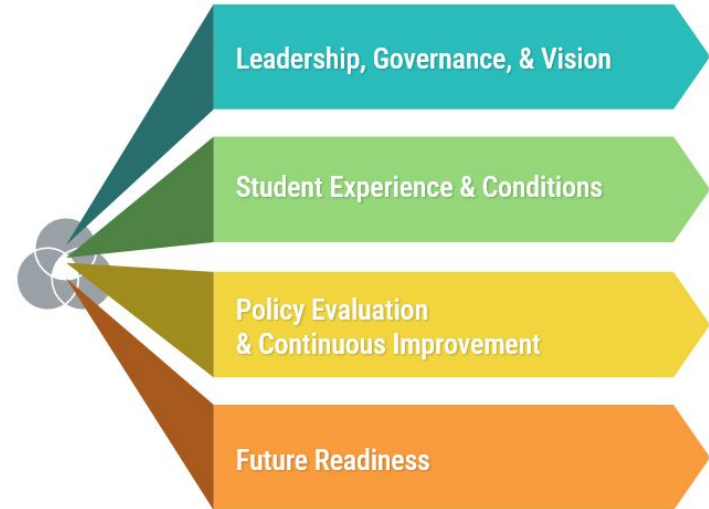 Leadership, Governance, & Vision
Student Experience & Conditions
Policy Evaluation
& Continuous Improvement
Future Readiness